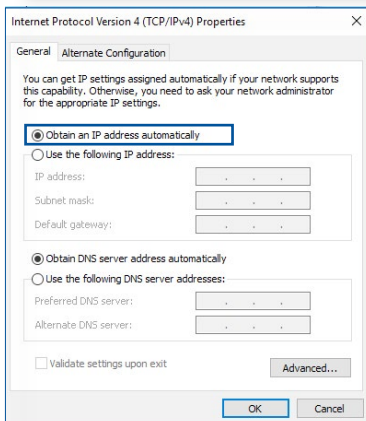 Internet Protocol Version 4 (TCP/IPv4) Properties
General
Alternate Configuration
You can get IP settings assigned automatically if your network supports
this capability. Otherwise, you need to ask your network administrator
for the appropriate IP settings.
Obtain an IP address automatically
Use the following IP address:
IP address:
Subnet mask:
Default gateway:
Obtain DNS server address automatically
Use the following DNS server addresses:
Preferred DNS server:
Alternate DNS server:
Validate settings upon exit
Advanced...
OK
Cancel